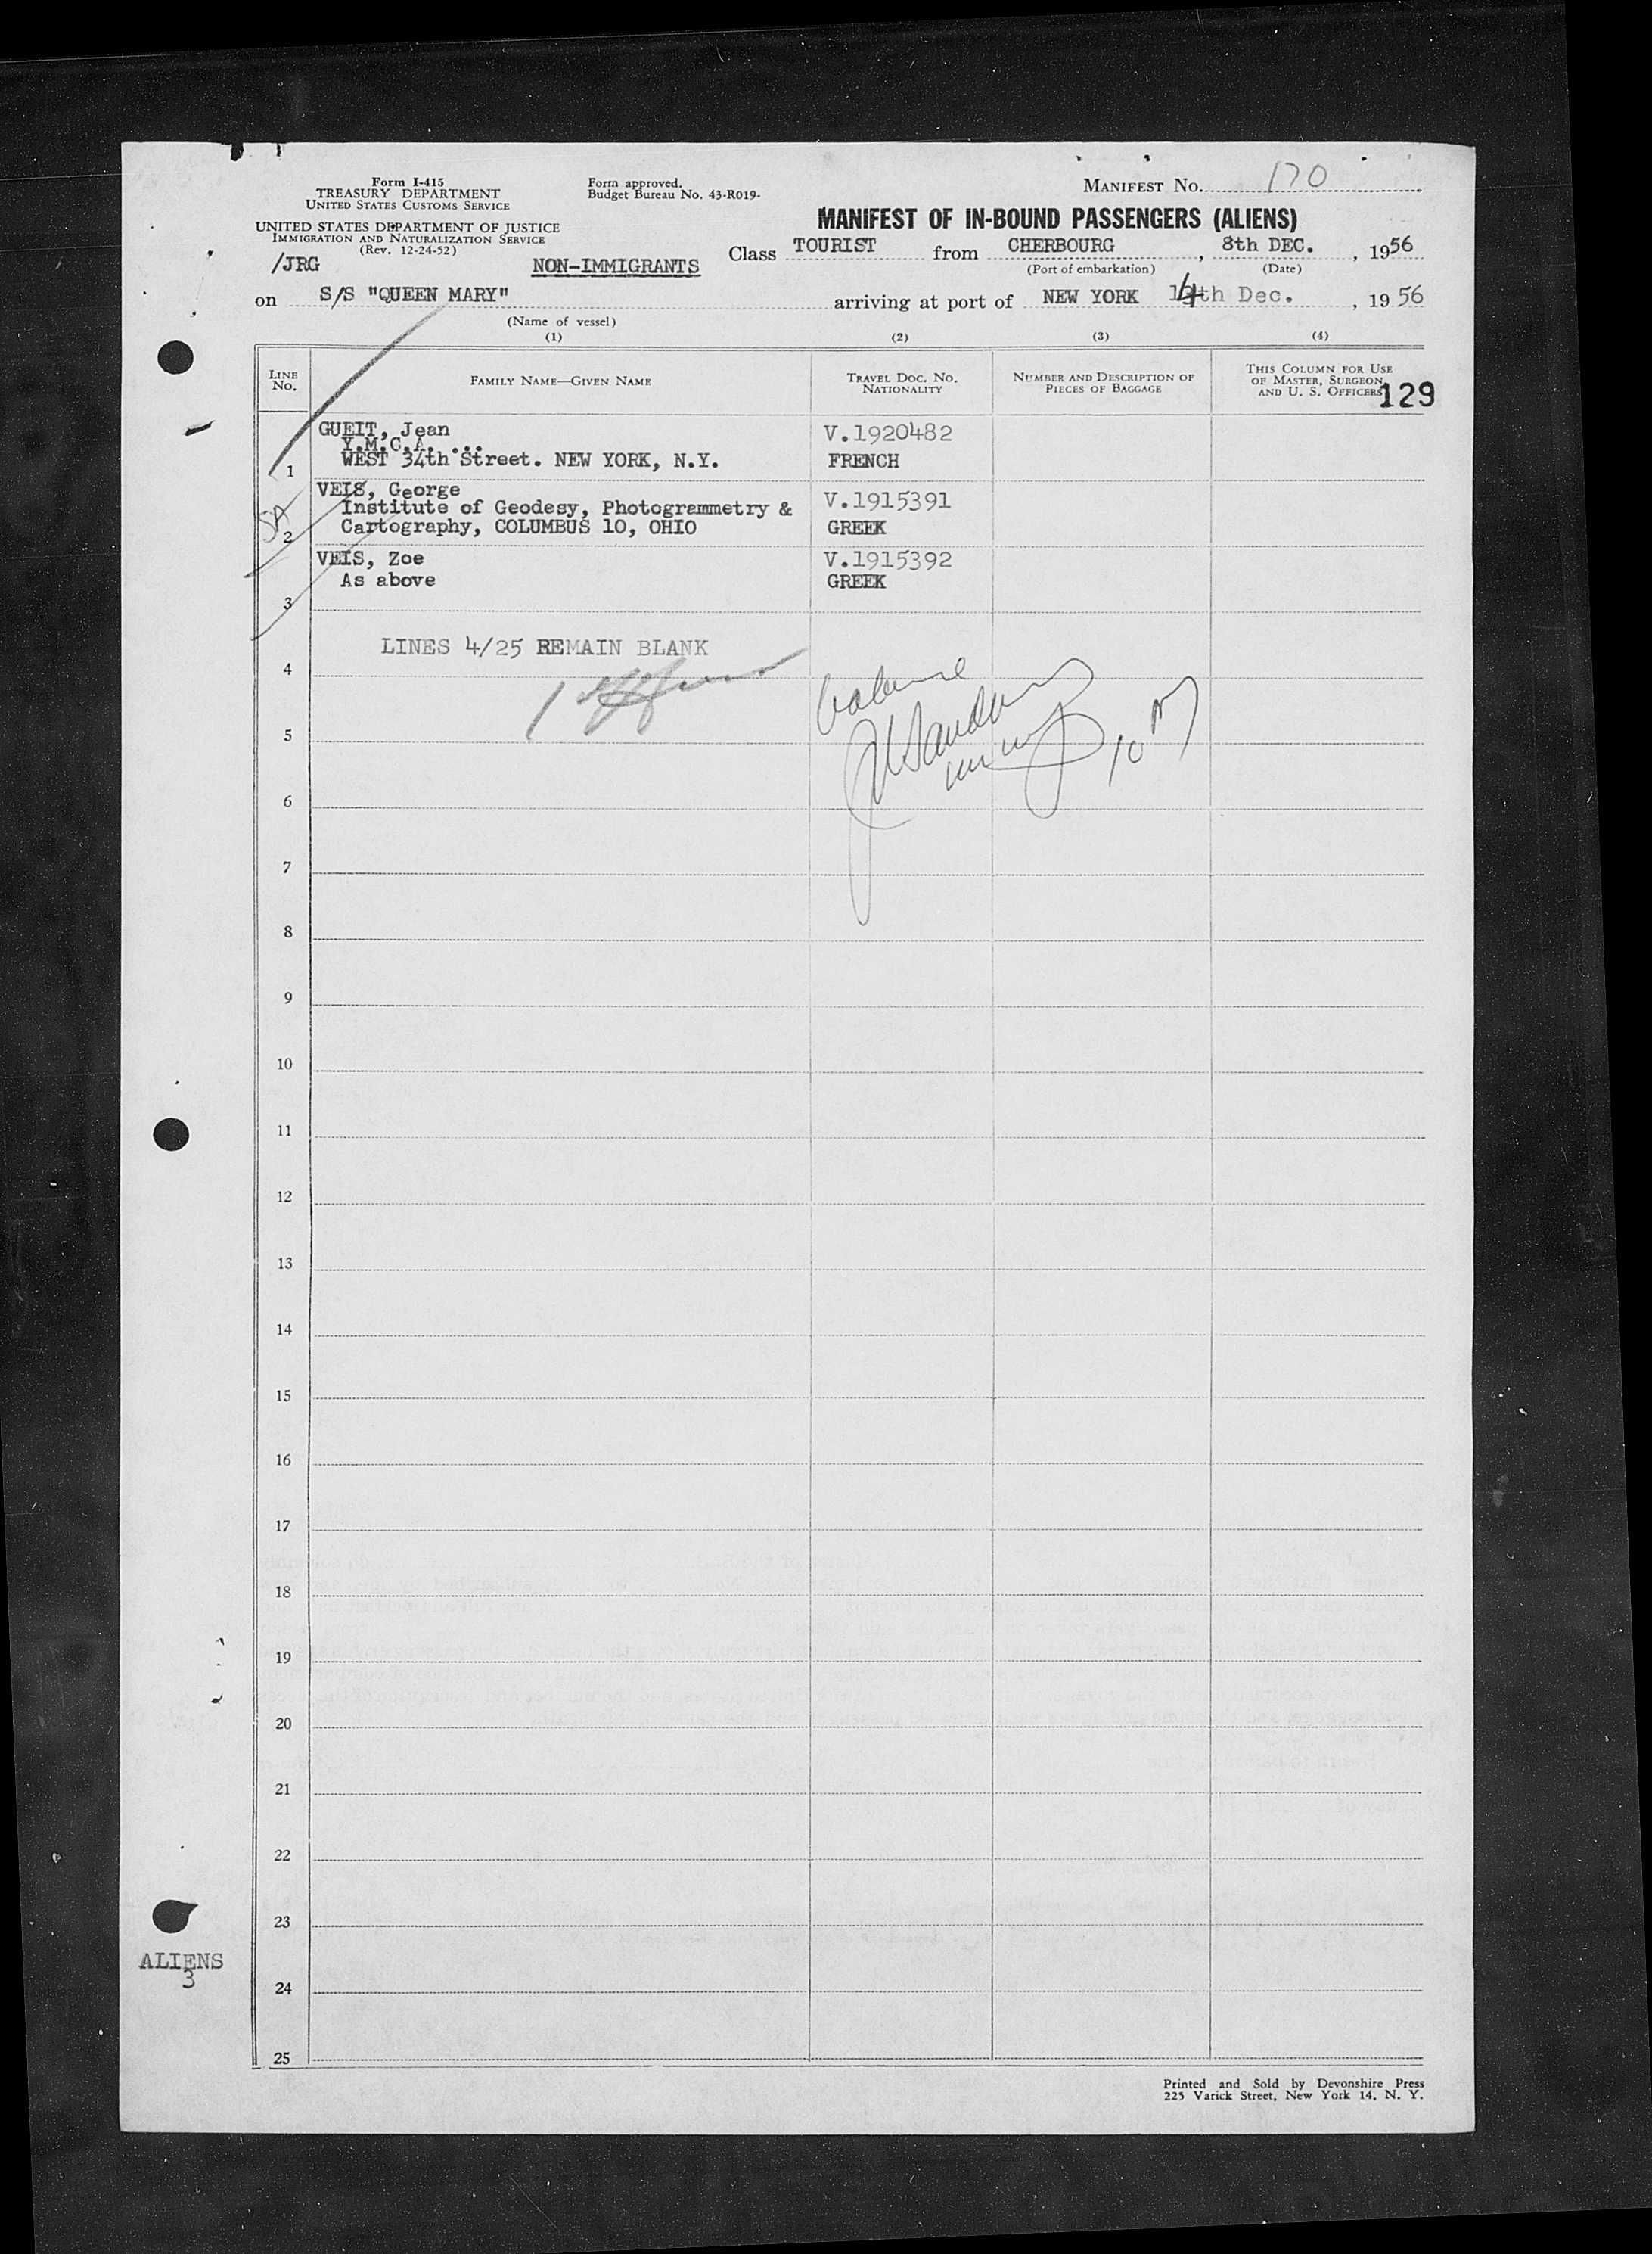 Form I-415
TREASURY DEPARTMENT
UNITED STATES CUSTOMS SERVICE
UNITED STATES DEPARTMENT OF JUSTICE
IMMIGRATION AND NATURALIZATION SERVICE
(Rev. 12-24-52)
/JRG
NON-IMMIGRANTS
Form approved.
Budget Bureau No. 43-R019-
MANIFEST NO. 170
MANIFEST OF IN-BOUND PASSENGERS (ALIENS)
Class TOURIST from CHERBOURG, 8th DEC., 1956
(Port of embarkation) (Date)
on S/S "QUEEN MARY" arriving at port of NEW YORK 14th Dec., 1956
(Name of vessel)
(1) (2) (3) (4)
LINE NO. FAMILY NAME—GIVEN NAME TRAVEL DOC. NO. NATIONALITY NUMBER AND DESCRIPTION OF PIECES OF BAGGAGE THIS COLUMN FOR USE OF MASTER, SURGEON, AND U. S. OFFICERS
129
GUEIT, Jean V.1920482
Y.M.C.A. ...
1 WEST 34th Street. NEW YORK, N.Y. FRENCH
VEIS, George V.1915391
Institute of Geodesy, Photogrammetry &
2 Cartography, COLUMBUS 10, OHIO GREEK
SA
VEIS, Zoe V.1915392
As above GREEK
3
LINES 4/25 REMAIN BLANK
4
balance
5
10
6
7
8
9
10
11
12
13
14
15
16
17
18
19
20
21
22
23
24
25
ALIENS
3
Printed and Sold by Devonshire Press
225 Varick Street, New York 14, N. Y.